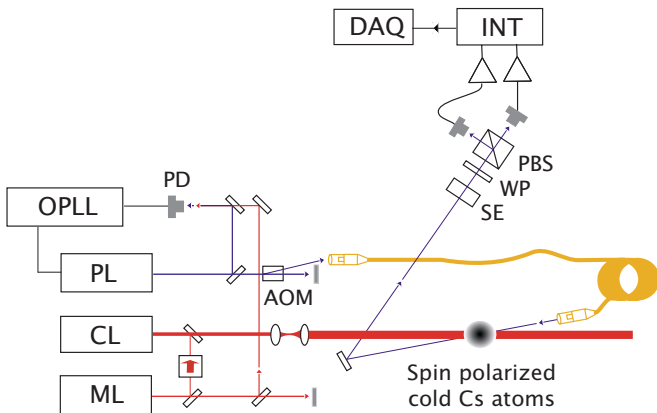 DAQ
INT
PBS
WP
SE
PD
OPLL
PL
AOM
CL
ML
Spin polarized
cold Cs atoms